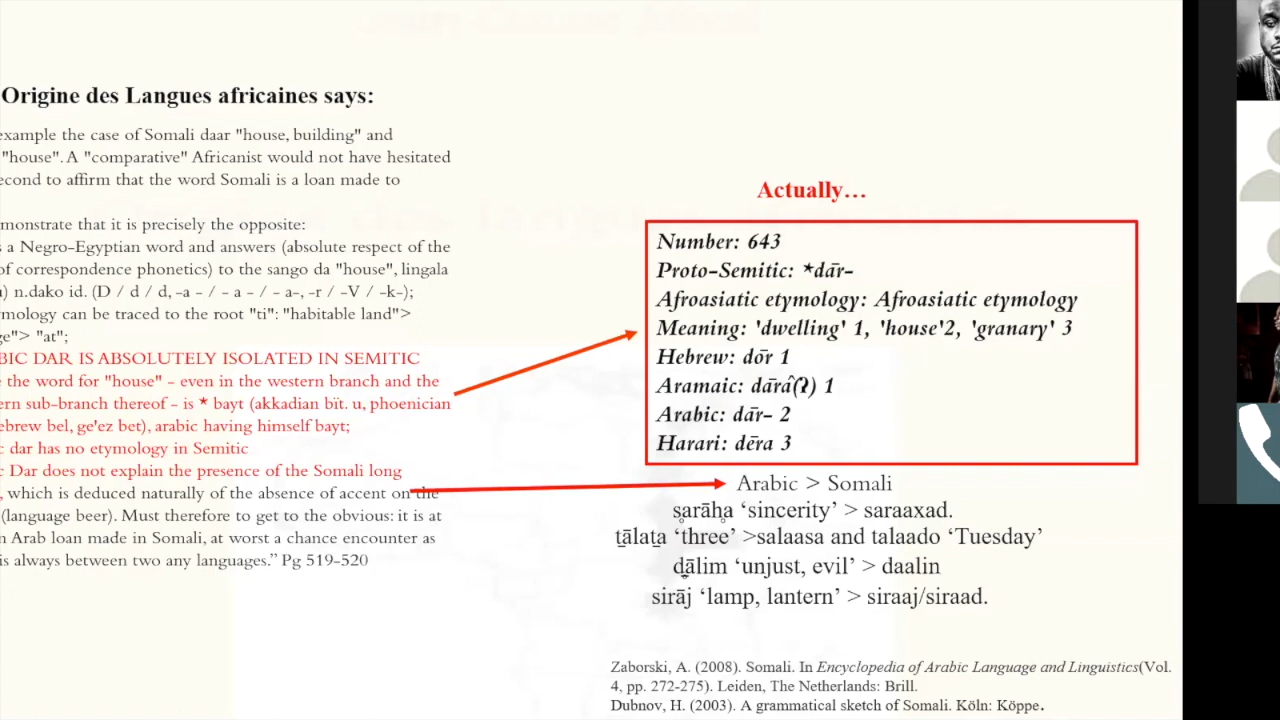 Origine des Langues africaines says:
example the case of Somali daar "house, building" and
"house". A "comparative" Africanist would not have hesitated
econd to affirm that the word Somali is a loan made to
monstrate that it is precisely the opposite:
s a Negro-Egyptian word and answers (absolute respect of the
of correspondence phonetics) to the sango da "house", lingala
) n.dako id. (D / d / d, -a - / - a - / - a-, -r / -V / -k-);
mology can be traced to the root "ti": "habitable land">
ge"> "at";
BIC DAR IS ABSOLUTELY ISOLATED IN SEMITIC
e the word for "house" - even in the western branch and the
ern sub-branch thereof - is * bayt (akkadian bït. u, phoenician
ebrew bel, ge'ez bet), arabic having himself bayt;
c dar has no etymology in Semitic
c Dar does not explain the presence of the Somali long
, which is deduced naturally of the absence of accent on the
(language beer). Must therefore to get to the obvious: it is at
n Arab loan made in Somali, at worst a chance encounter as
is always between two any languages." Pg 519-520
Actually…
Number: 643
Proto-Semitic: *dār-
Afroasiatic etymology: Afroasiatic etymology
Meaning: 'dwelling' 1, 'house'2, 'granary' 3
Hebrew: dōr 1
Aramaic: 1
Arabic: dār- 2
Harari: dēra 3
Arabic > Somali
ṣarāḥa ‘sincerity’ > saraaxad.
ṯālaṯa ‘three’ >salaasa and talaado ‘Tuesday’
‘unjust, evil’ > daalin
sirāj ‘lamp, lantern’ > siraaj/siraad.
Zaborski, A. (2008). Somali. In Encyclopedia of Arabic Language and Linguistics(Vol.
4, pp. 272-275). Leiden, The Netherlands: Brill.
Dubnov, H. (2003). A grammatical sketch of Somali. Köln: Köppe.